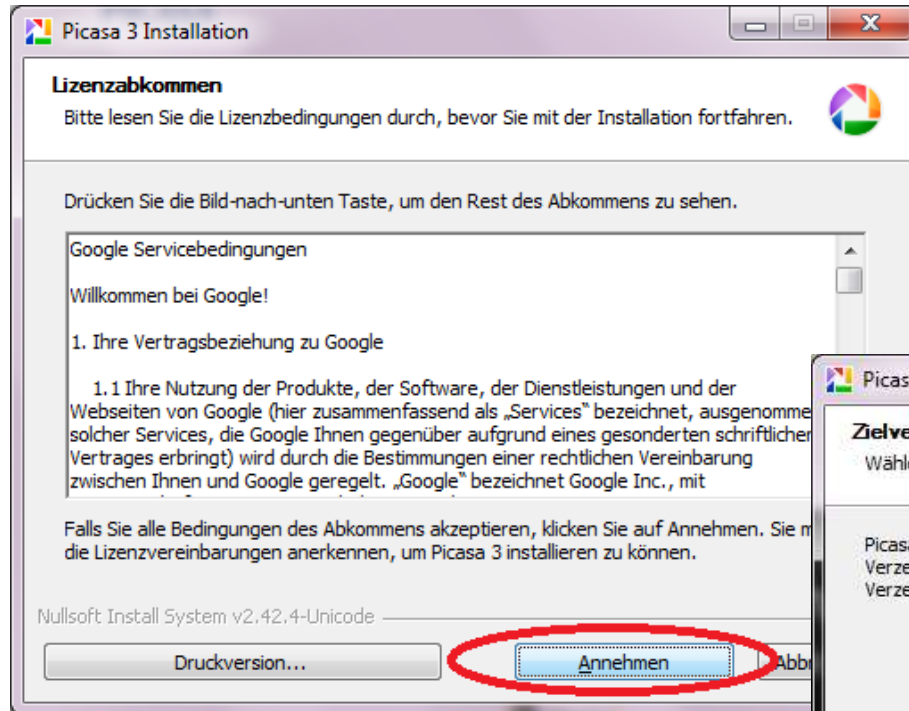 Picasa 3 Installation
Lizenzabkommen
Bitte lesen Sie die Lizenzbedingungen durch, bevor Sie mit der Installation fortfahren.
Drücken Sie die Bild-nach-unten Taste, um den Rest des Abkommens zu sehen.
Google Servicebedingungen
Willkommen bei Google!
1. Ihre Vertragsbeziehung zu Google
1.1 Ihre Nutzung der Produkte, der Software, der Dienstleistungen und der
Webseiten von Google (hier zusammenfassend als „Services“ bezeichnet, ausgenomme
solcher Services, die Google Ihnen gegenüber aufgrund eines gesonderten schriftlicher
Vertrages erbringt) wird durch die Bestimmungen einer rechtlichen Vereinbarung
zwischen Ihnen und Google geregelt. „Google“ bezeichnet Google Inc., mit
Falls Sie alle Bedingungen des Abkommens akzeptieren, klicken Sie auf Annehmen. Sie m
die Lizenzvereinbarungen anerkennen, um Picasa 3 installieren zu können.
Nullsoft Install System v2.42.4-Unicode
Druckversion...
Annehmen
Abbr
Picas
Zielve
Wähl
Picas
Verze
Verze